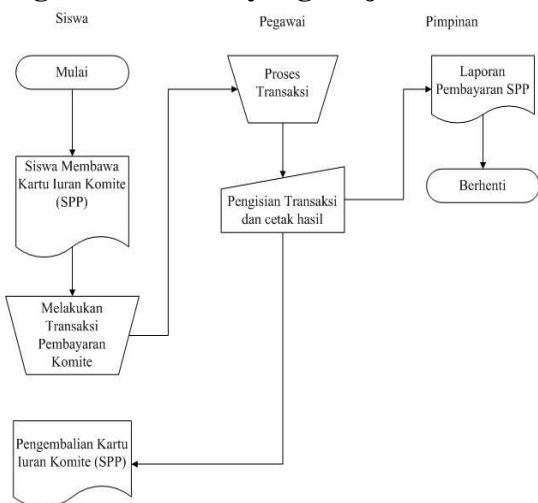 Siswa
Pegawai
Pimpinan
Mulai
Siswa Membawa
Kartu Iuran Komite
(SPP)
Melakukan
Transaksi
Pembayaran
Komite
Pengembalian Kartu
Iuran Komite (SPP)
Proses
Transaksi
Pengisian Transaksi
dan cetak hasil
Laporan
Pembayaran SPP
Berhenti